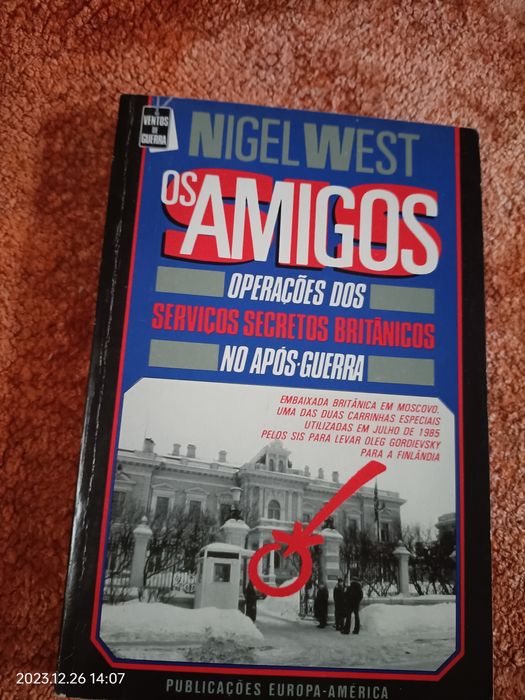 VENTOS DE GUERRA
NIGEL WEST
SIS
OS AMIGOS
OPERAÇÕES DOS
SERVIÇOS SECRETOS BRITÂNICOS
NO APÓS-GUERRA
EMBAIXADA BRITÂNICA EM MOSCOVO.
UMA DAS DUAS CARRINHAS ESPECIAIS
UTILIZADAS EM JULHO DE 1985
PELOS SIS PARA LEVAR OLEG GORDIEVSKY
PARA A FINLÂNDIA
PUBLICAÇÕES EUROPA-AMÉRICA
2023.12.26 14:07